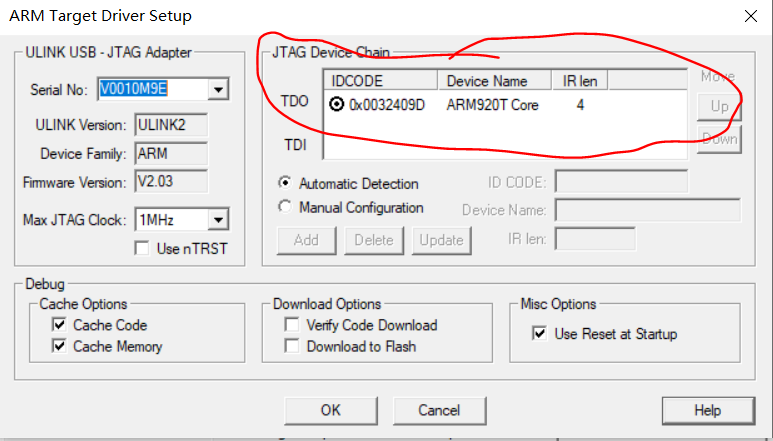 ARM Target Driver Setup
ULINK USB - JTAG Adapter
Serial No: V0010M9E
ULINK Version: ULINK2
Device Family: ARM
Firmware Version: V2.03
Max JTAG Clock: 1MHz
Use nTRST
JTAG Device Chain
IDCODE Device Name IR len
TDO 0x0032409D ARM920T Core 4
TDI
Move
Up
Down
Automatic Detection
Manual Configuration
ID CODE:
Device Name:
Add Delete Update IR len:
Debug
Cache Options
Cache Code
Cache Memory
Download Options
Verify Code Download
Download to Flash
Misc Options
Use Reset at Startup
OK Cancel Help